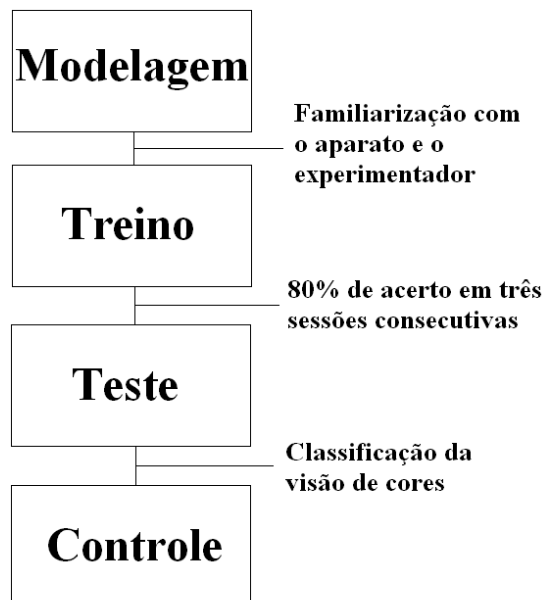 Modelagem
Familiarização com
o aparato e o
experimentador
Treino
80% de acerto em três
sessões consecutivas
Teste
Classificação da
visão de cores
Controle